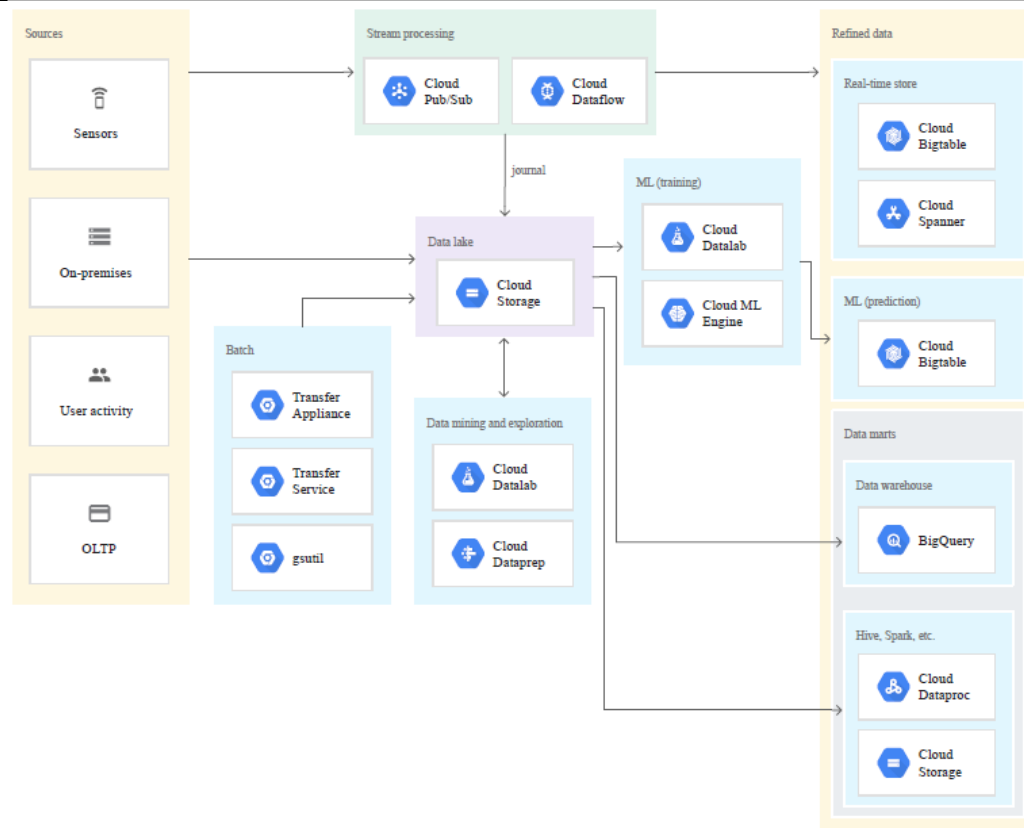 Sources
Sensors
On-premises
User activity
OLTP
Stream processing
Cloud
Pub/Sub
Cloud
Dataflow
journal
Data lake
Cloud
Storage
Batch
Transfer
Appliance
Transfer
Service
gsutil
Data mining and exploration
Cloud
Datalab
Cloud
Dataprep
ML (training)
Cloud
Datalab
Cloud ML
Engine
Refined data
Real-time store
Cloud
Bigtable
Cloud
Spanner
ML (prediction)
Cloud
Bigtable
Data marts
Data warehouse
BigQuery
Hive, Spark, etc.
Cloud
Dataproc
Cloud
Storage